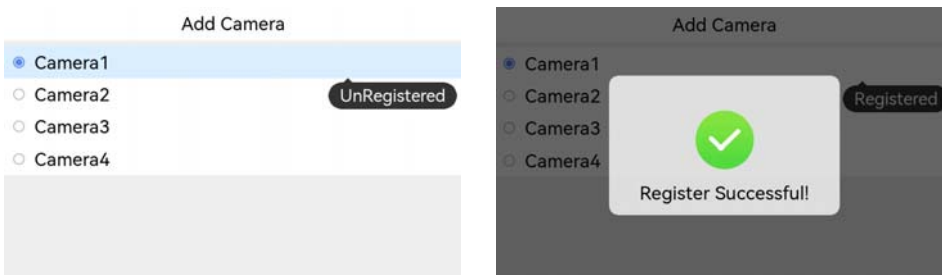 Add Camera
Camera1
Camera2
UnRegistered
Camera3
Camera4
Add Camera
Camera1
Camera2
Registered
Camera3
Camera4
Register Successful!